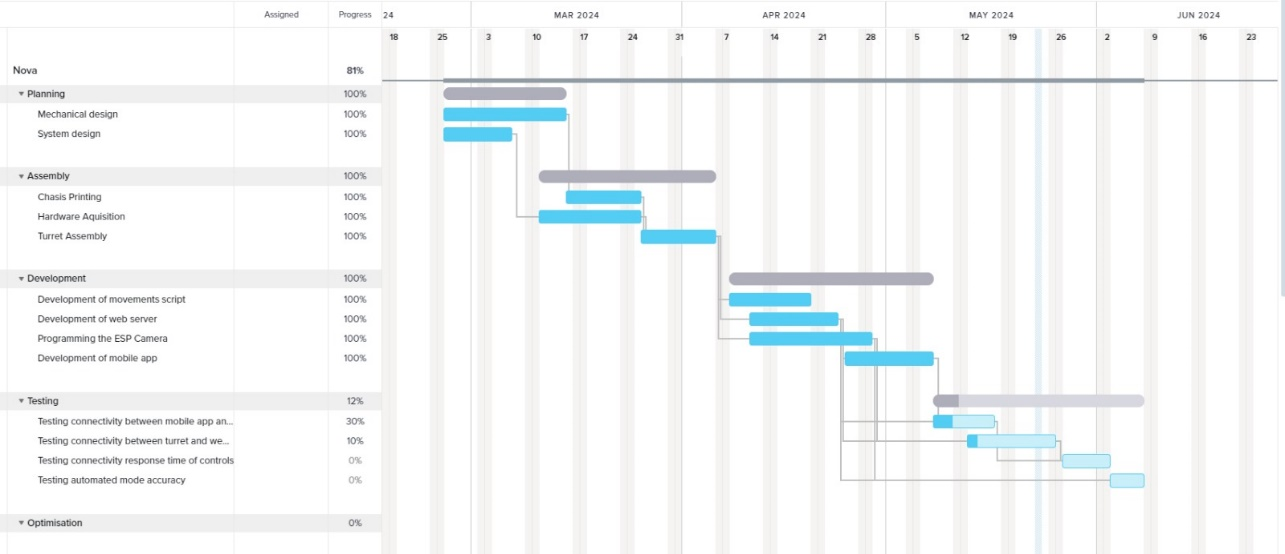 Assigned Progress 24 MAR 2024 APR 2024 MAY 2024 JUN 2024
18 25 3 10 17 24 31 7 14 21 28 5 12 19 26 2 9 16 23
Nova 81%
Planning 100%
Mechanical design 100%
System design 100%
Assembly 100%
Chasis Printing 100%
Hardware Aquisition 100%
Turret Assembly 100%
Development 100%
Development of movements script 100%
Development of web server 100%
Programming the ESP Camera 100%
Development of mobile app 100%
Testing 12%
Testing connectivity between mobile app an... 30%
Testing connectivity between turret and we... 10%
Testing connectivity response time of controls 0%
Testing automated mode accuracy 0%
Optimisation 0%